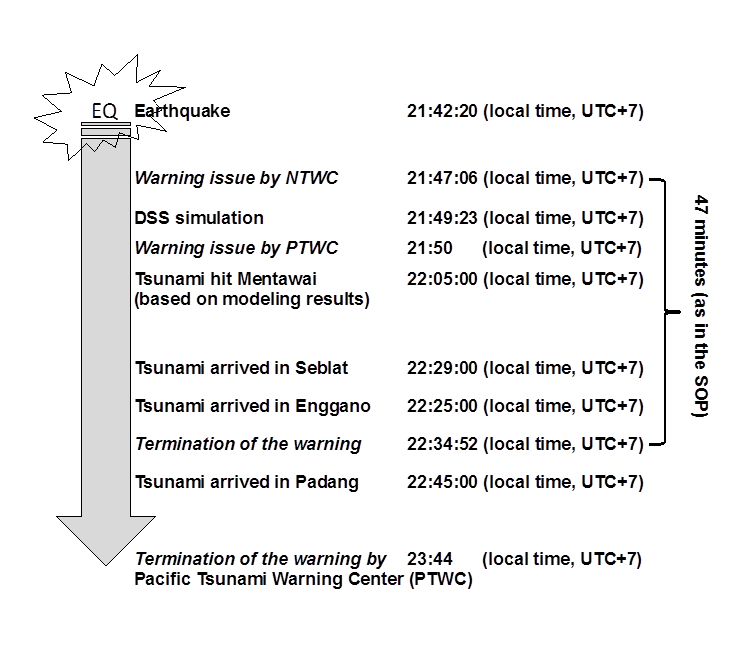 EQ Earthquake 21:42:20 (local time, UTC+7)
Warning issue by NTWC 21:47:06 (local time, UTC+7)
DSS simulation 21:49:23 (local time, UTC+7)
Warning issue by PTWC 21:50 (local time, UTC+7)
Tsunami hit Mentawai 22:05:00 (local time, UTC+7)
(based on modeling results)
Tsunami arrived in Seblat 22:29:00 (local time, UTC+7)
Tsunami arrived in Enggano 22:25:00 (local time, UTC+7)
Termination of the warning 22:34:52 (local time, UTC+7)
Tsunami arrived in Padang 22:45:00 (local time, UTC+7)
Termination of the warning by 23:44 (local time, UTC+7)
Pacific Tsunami Warning Center (PTWC)
47 minutes (as in the SOP)